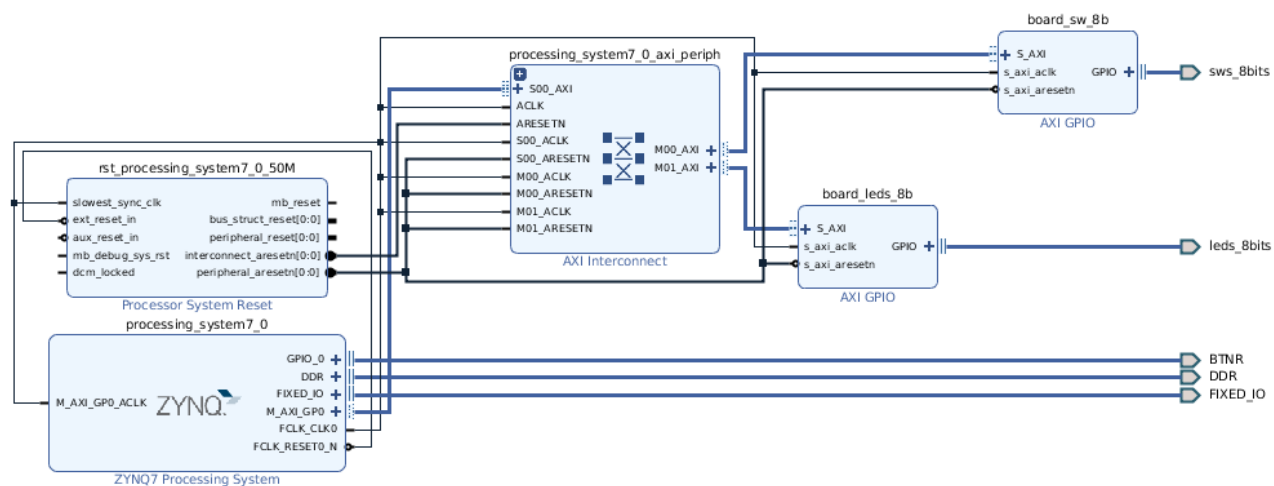 board_sw_8b
S_AXI
s_axi_aclk
s_axi_aresetn
GPIO
AXI GPIO
sws_8bits
processing_system7_0_axi_periph
S00_AXI
ACLK
ARESETN
S00_ACLK
S00_ARESETN
M00_ACLK
M00_ARESETN
M01_ACLK
M01_ARESETN
M00_AXI
M01_AXI
AXI Interconnect
rst_processing_system7_0_50M
slowest_sync_clk
ext_reset_in
aux_reset_in
mb_debug_sys_rst
dcm_locked
mb_reset
bus_struct_reset[0:0]
peripheral_reset[0:0]
interconnect_aresetn[0:0]
peripheral_aresetn[0:0]
Processor System Reset
board_leds_8b
S_AXI
s_axi_aclk
s_axi_aresetn
GPIO
AXI GPIO
leds_8bits
processing_system7_0
M_AXI_GP0_ACLK
ZYNQ.
GPIO_0
DDR
FIXED_IO
M_AXI_GP0
FCLK_CLK0
FCLK_RESET0_N
ZYNQ7 Processing System
BTNR
DDR
FIXED_IO